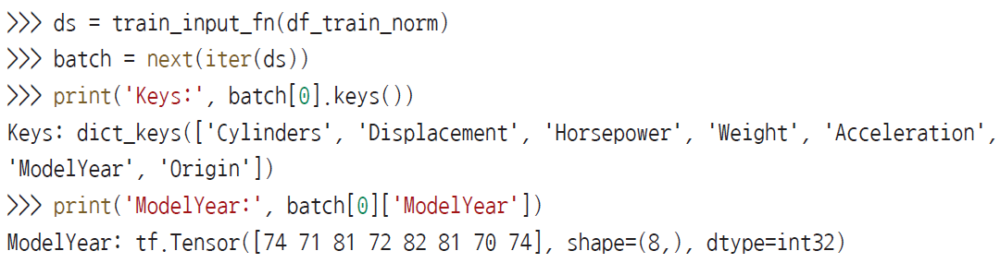 >>> ds = train_input_fn(df_train_norm)
>>> batch = next(iter(ds))
>>> print('Keys:', batch[0].keys())
Keys: dict_keys(['Cylinders', 'Displacement', 'Horsepower', 'Weight', 'Acceleration',
'ModelYear', 'Origin'])
>>> print('ModelYear:', batch[0]['ModelYear'])
ModelYear: tf.Tensor([74 71 81 72 82 81 70 74], shape=(8,), dtype=int32)